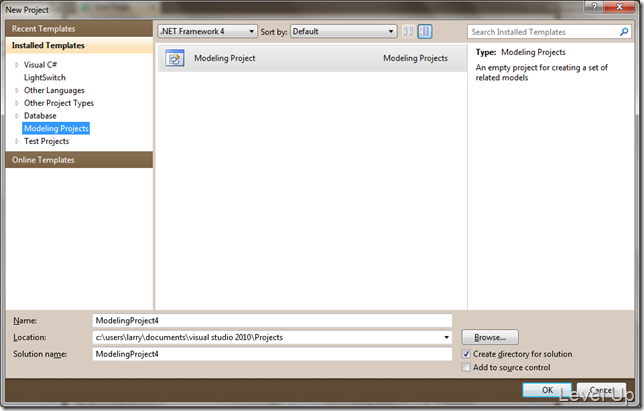 New Project
Recent Templates
Installed Templates
Visual C#
LightSwitch
Other Languages
Other Project Types
Database
Modeling Projects
Test Projects
Online Templates
.NET Framework 4 Sort by: Default
Modeling Project Modeling Projects
Search Installed Templates
Type: Modeling Projects
An empty project for creating a set of
related models
Name: ModelingProject4
Location: c:\users\larry\documents\visual studio 2010\Projects Browse...
Solution name: ModelingProject4
Create directory for solution
Add to source control
OK Cancel
Level Up